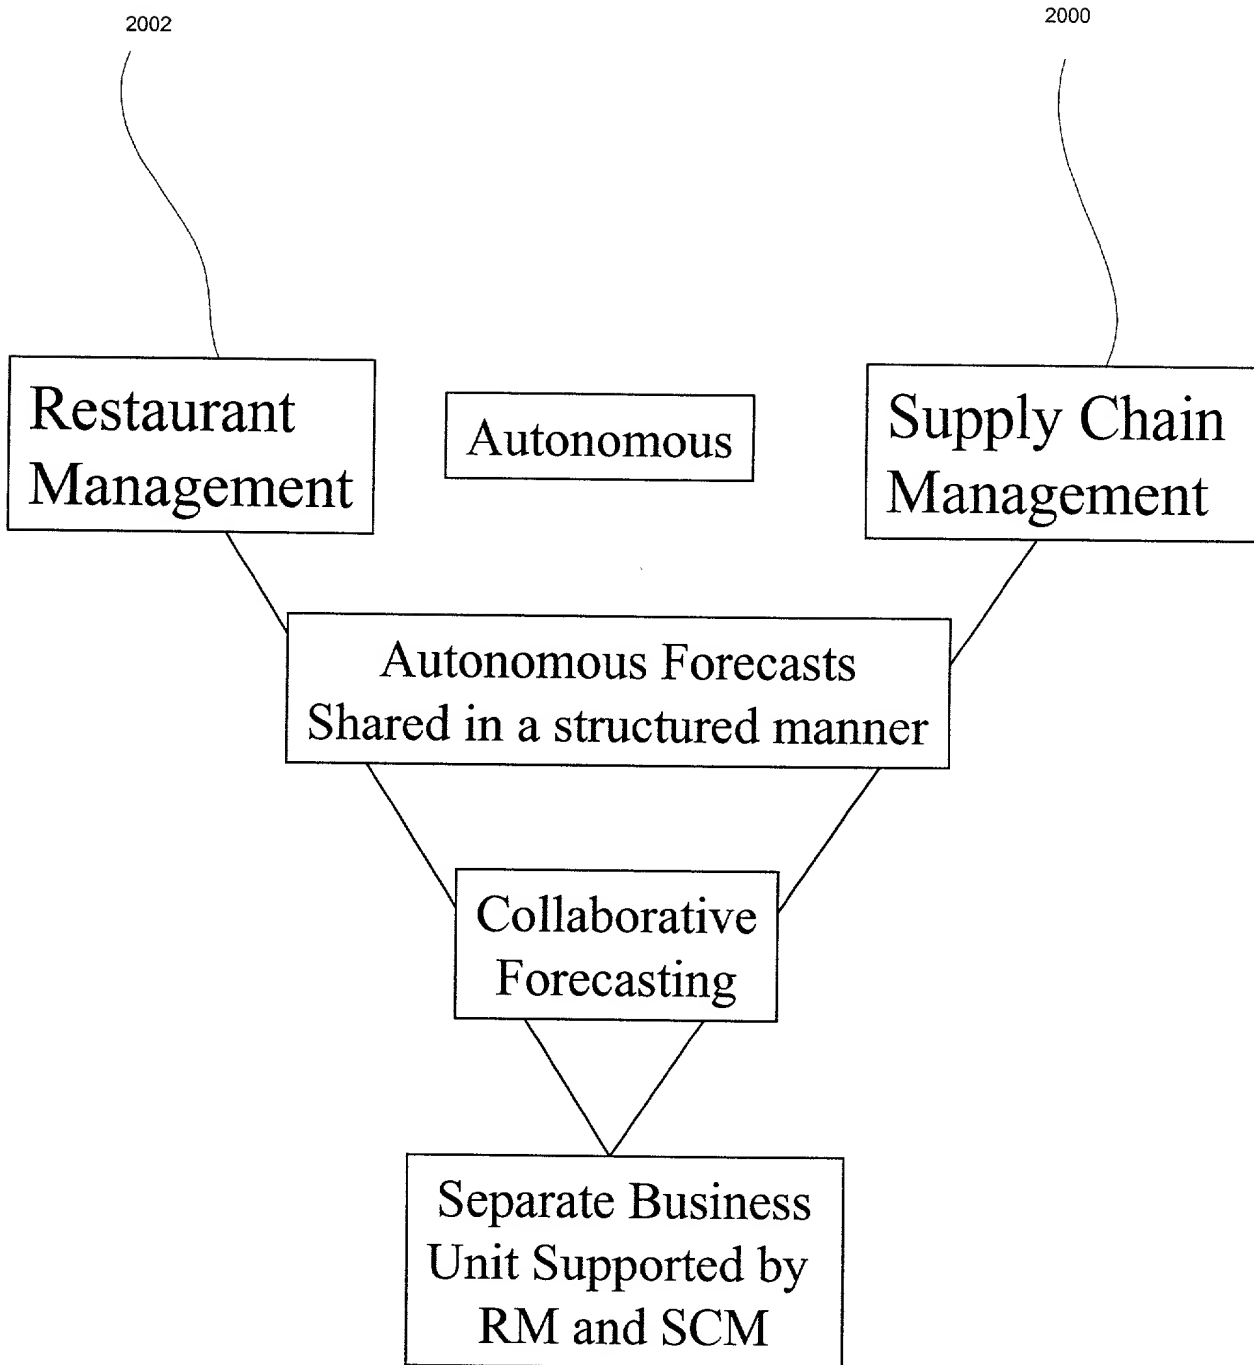 2002
2000
Restaurant
Management
Autonomous
Supply Chain
Management
Autonomous Forecasts
Shared in a structured manner
Collaborative
Forecasting
Separate Business
Unit Supported by
RM and SCM